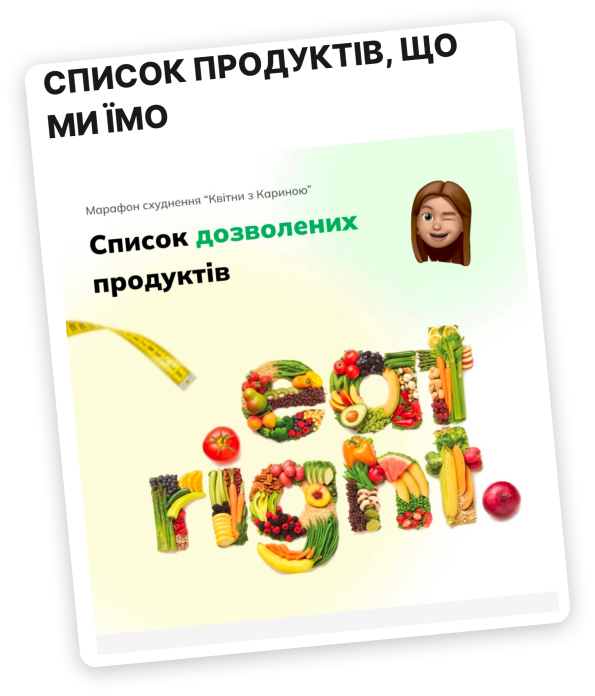 СПИСОК ПРОДУКТІВ, ЩО
МИ ЇМО
Марафон схуднення “Квітни з Кариною”
Список дозволених
продуктів
eat
right.